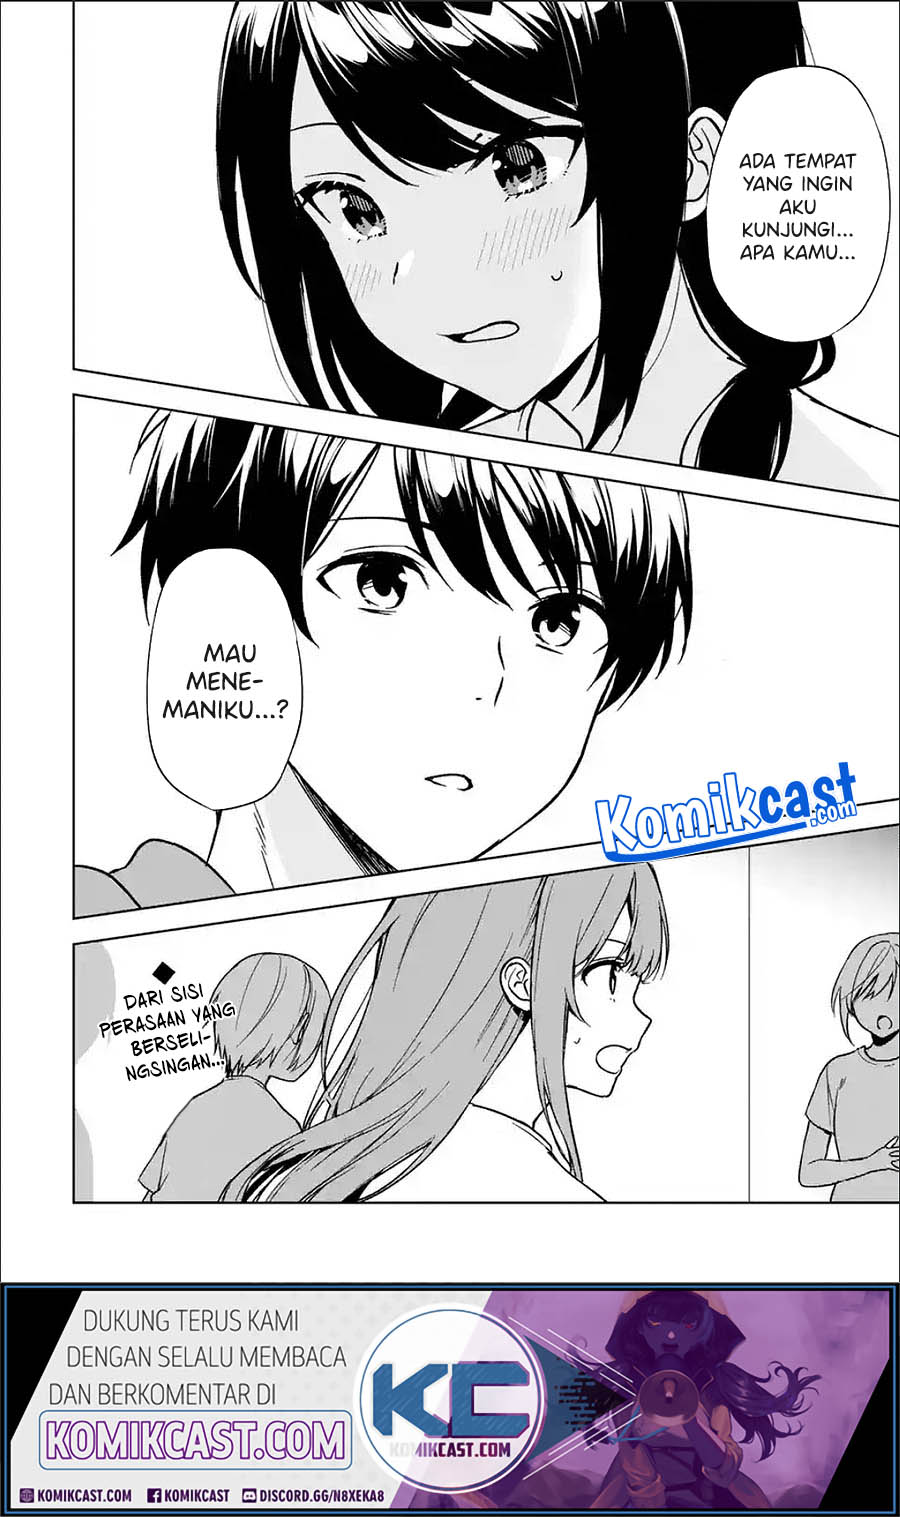 ADA TEMPAT
YANG INGIN
AKU
KUNJUNGI...
APA KAMU...
MAU
MENE-
MANIKU...?
Komikcast
.com
DARI SISI
PERASAAN YANG
BERSELI-
NGSINGAN...
DUKUNG TERUS KAMI
DENGAN SELALU MEMBACA
DAN BERKOMENTAR DI
KOMIKCAST.COM
KC
KOMIKCAST.COM
KOMIKCAST.COM KOMIKCAST DISCORD.GG/N8XEKA8